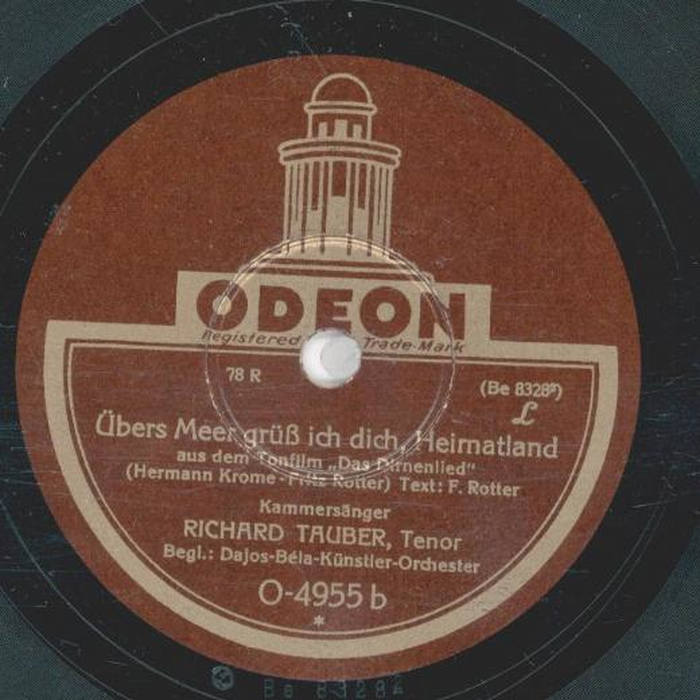 ODEON
Registered Trade-Mark
78 R
(Be 8328²)
L
Übers Meer grüß ich dich, Heimatland
aus dem Tonfilm „Das Dirnenlied“
(Hermann Krome - Fritz Rotter) Text: F. Rotter
Kammersänger
RICHARD TAUBER, Tenor
Begl.: Dajos-Béla-Künstler-Orchester
O-4955 b
*
Be 8328²